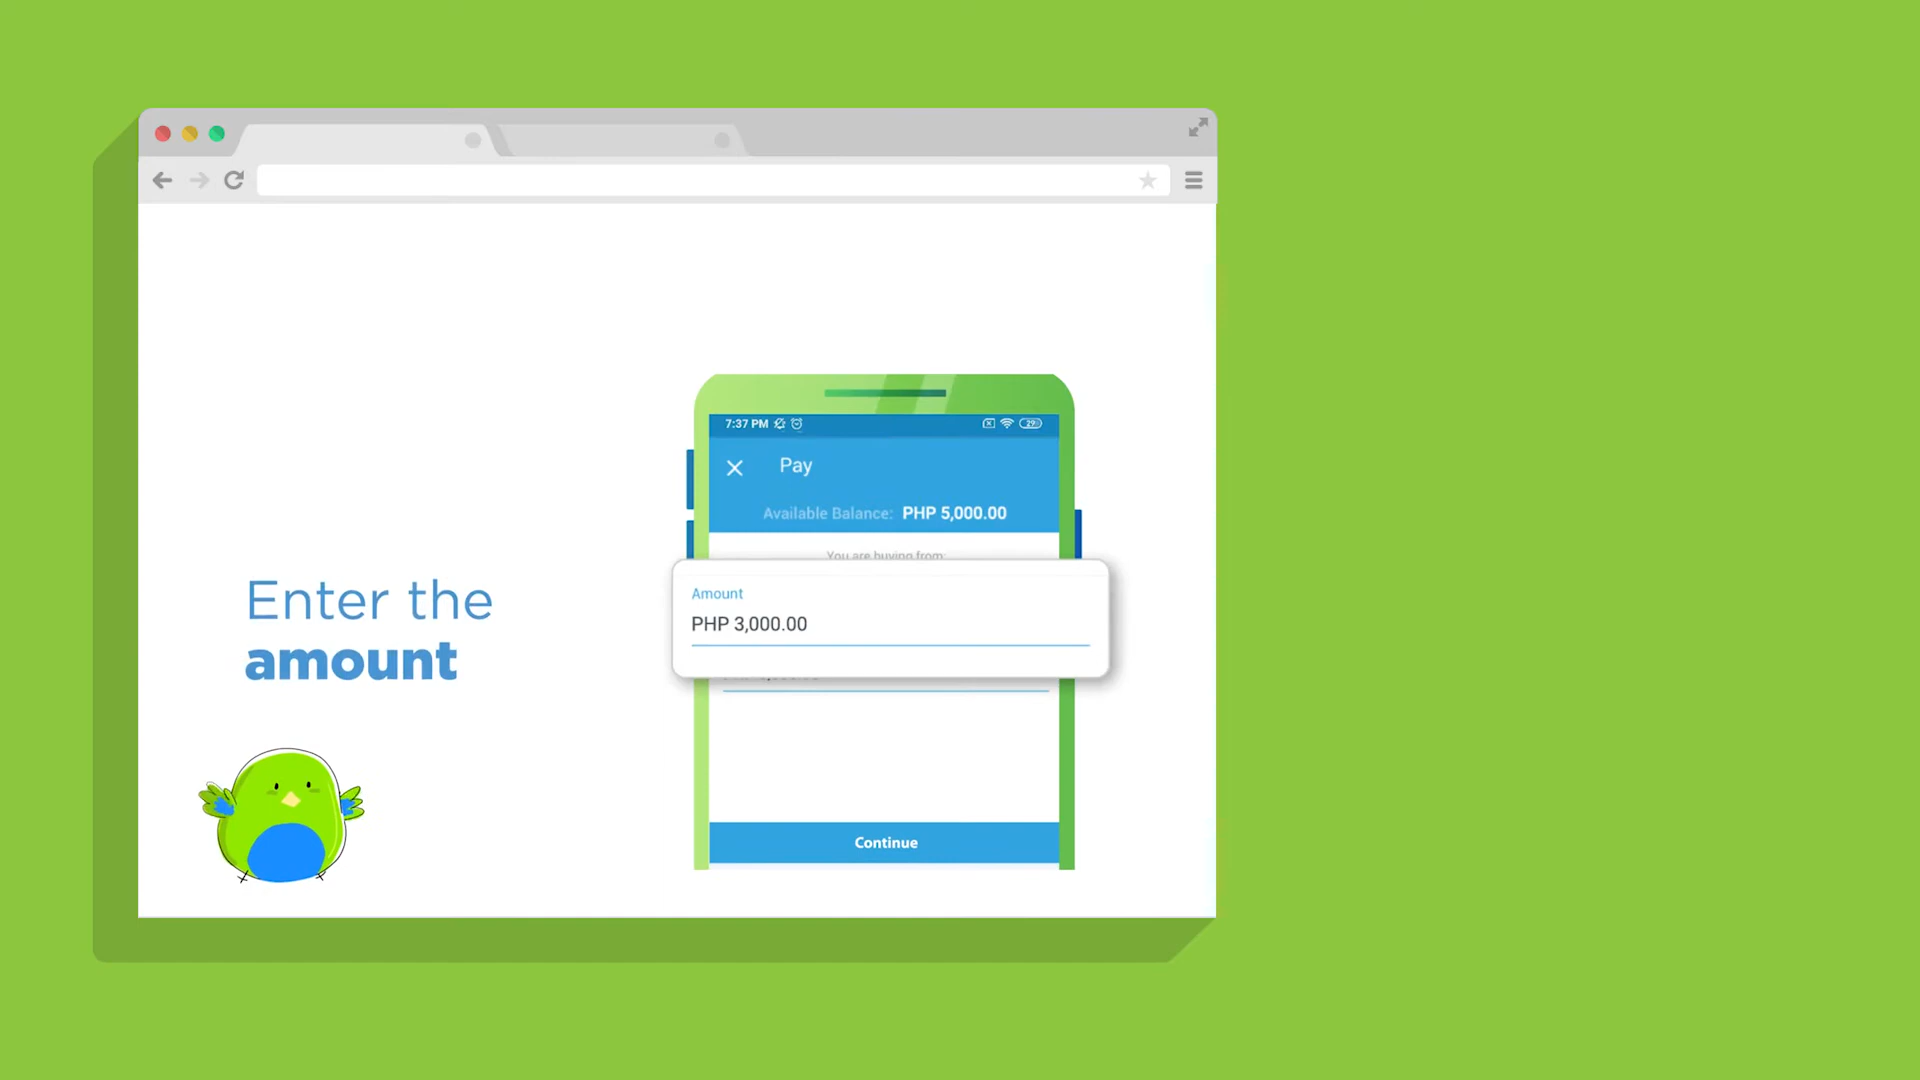 Enter the
amount
7:37 PM
29
Pay
Available Balance: PHP 5,000.00
You are buying from:
Amount
PHP 3,000.00
Continue